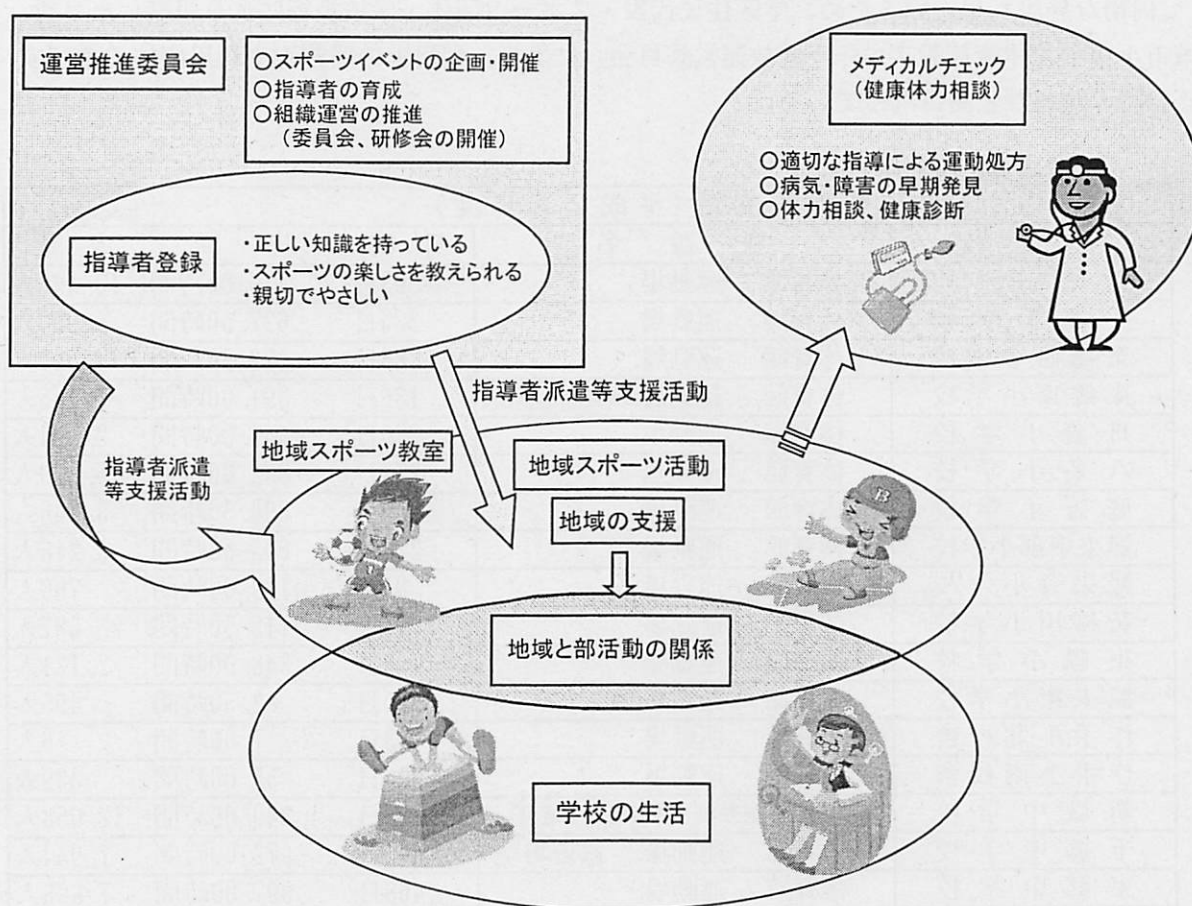 運営推進委員会
○スポーツイベントの企画・開催
○指導者の育成
○組織運営の推進
（委員会、研修会の開催）
指導者登録
・正しい知識を持っている
・スポーツの楽しさを教えられる
・親切でやさしい
メディカルチェック
（健康体力相談）
○適切な指導による運動処方
○病気・障害の早期発見
○体力相談、健康診断
指導者派遣等支援活動
指導者派遣
等支援活動
地域スポーツ教室
地域スポーツ活動
地域の支援
B
地域と部活動の関係
学校の生活